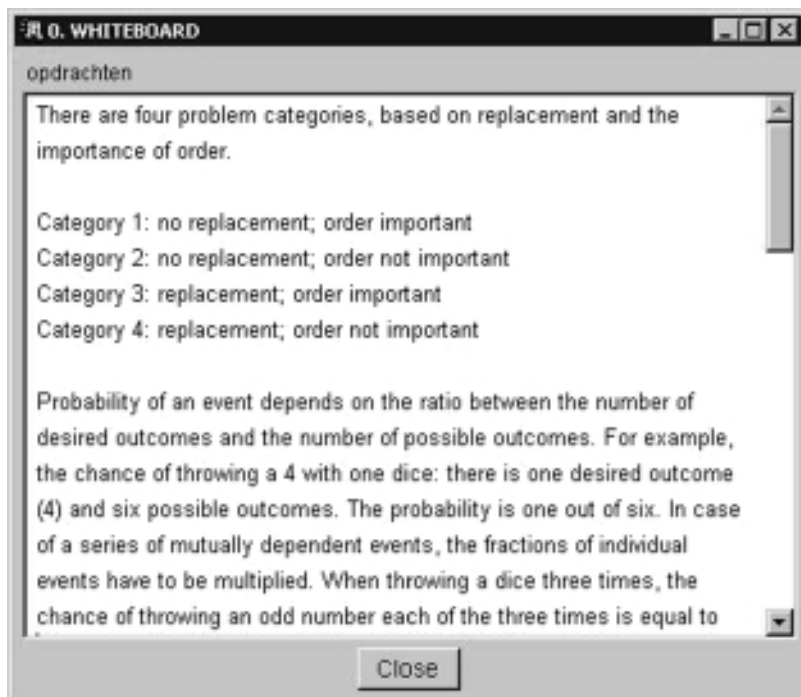 0. WHITEBOARD
opdrachten
There are four problem categories, based on replacement and the
importance of order.
Category 1: no replacement; order important
Category 2: no replacement; order not important
Category 3: replacement; order important
Category 4: replacement; order not important
Probability of an event depends on the ratio between the number of
desired outcomes and the number of possible outcomes. For example,
the chance of throwing a 4 with one dice: there is one desired outcome
(4) and six possible outcomes. The probability is one out of six. In case
of a series of mutually dependent events, the fractions of individual
events have to be multiplied. When throwing a dice three times, the
chance of throwing an odd number each of the three times is equal to
Close